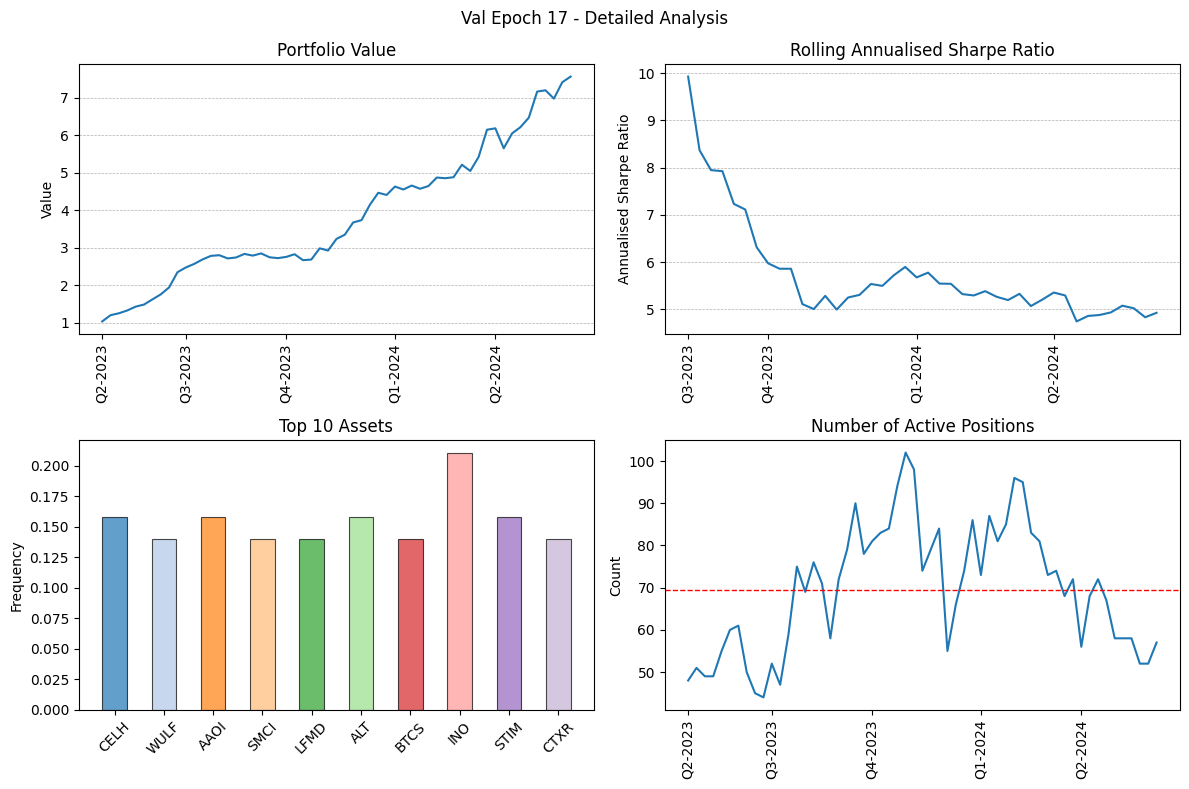 Val Epoch 17 - Detailed Analysis
Portfolio Value
Value
7
6
5
4
3
2
1
Q2-2023
Q3-2023
Q4-2023
Q1-2024
Q2-2024
Rolling Annualised Sharpe Ratio
Annualised Sharpe Ratio
10
9
8
7
6
5
Q3-2023
Q4-2023
Q1-2024
Q2-2024
Top 10 Assets
Frequency
0.200
0.175
0.150
0.125
0.100
0.075
0.050
0.025
0.000
CELH
WULF
AAOI
SMCI
LFMD
ALT
BTCS
INO
STIM
CTXR
Number of Active Positions
Count
100
90
80
70
60
50
Q2-2023
Q3-2023
Q4-2023
Q1-2024
Q2-2024